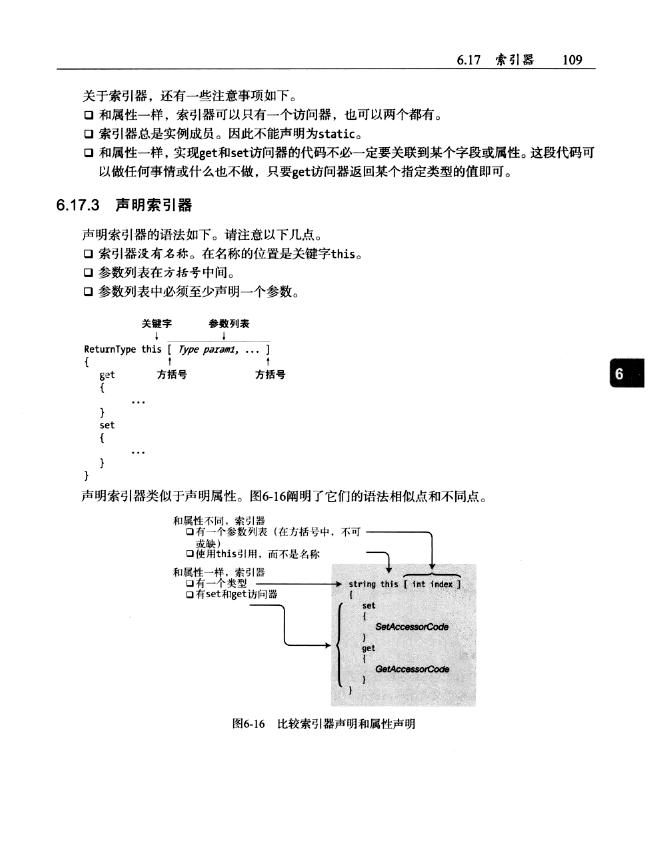 6.17 索引器 109
关于索引器，还有一些注意事项如下。
和属性一样，索引器可以只有一个访问器，也可以两个都有。
索引器总是实例成员。因此不能声明为static。
和属性一样，实现get和set访问器的代码不必一定要关联到某个字段或属性。这段代码可
以做任何事情或什么也不做，只要get访问器返回某个指定类型的值即可。
6.17.3 声明索引器
声明索引器的语法如下。请注意以下几点。
索引器没有名称。在名称的位置是关键字this。
参数列表在方括号中间。
参数列表中必须至少声明一个参数。
关键字 参数列表
ReturnType this [ Type param1, ... ]
{
get 方括号 方括号
{
...
}
set
{
...
}
}
6
声明索引器类似于声明属性。图6-16阐明了它们的语法相似点和不同点。
和属性不同，索引器
有一个参数列表（在方括号中，不可
或缺）
使用this引用，而不是名称
和属性一样，索引器
有一个类型
有set和get访问器
string this [ int index ]
{
set
{
SetAccessorCode
}
get
{
GetAccessorCode
}
}
图6-16 比较索引器声明和属性声明